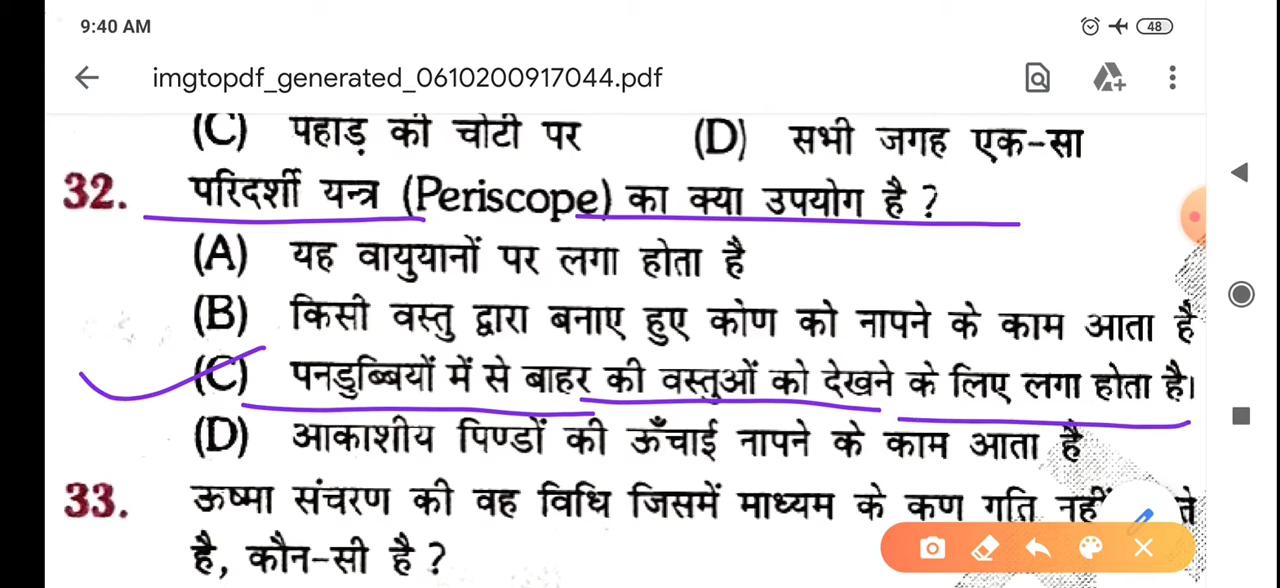 9:40 AM
48
imgtopdf_generated_0610200917044.pdf
(C) पहाड़ की चोटी पर (D) सभी जगह एक-सा
32. परिदर्शी यन्त्र (Periscope) का क्या उपयोग है ?
(A) यह वायुयानों पर लगा होता है
(B) किसी वस्तु द्वारा बनाए हुए कोण को नापने के काम आता है
(C) पनडुब्बियों में से बाहर की वस्तुओं को देखने के लिए लगा होता है।
(D) आकाशीय पिण्डों की ऊँचाई नापने के काम आता है
33. ऊष्मा संचरण की वह विधि जिसमें माध्यम के कण गति नहीं
है, कौन-सी है ?